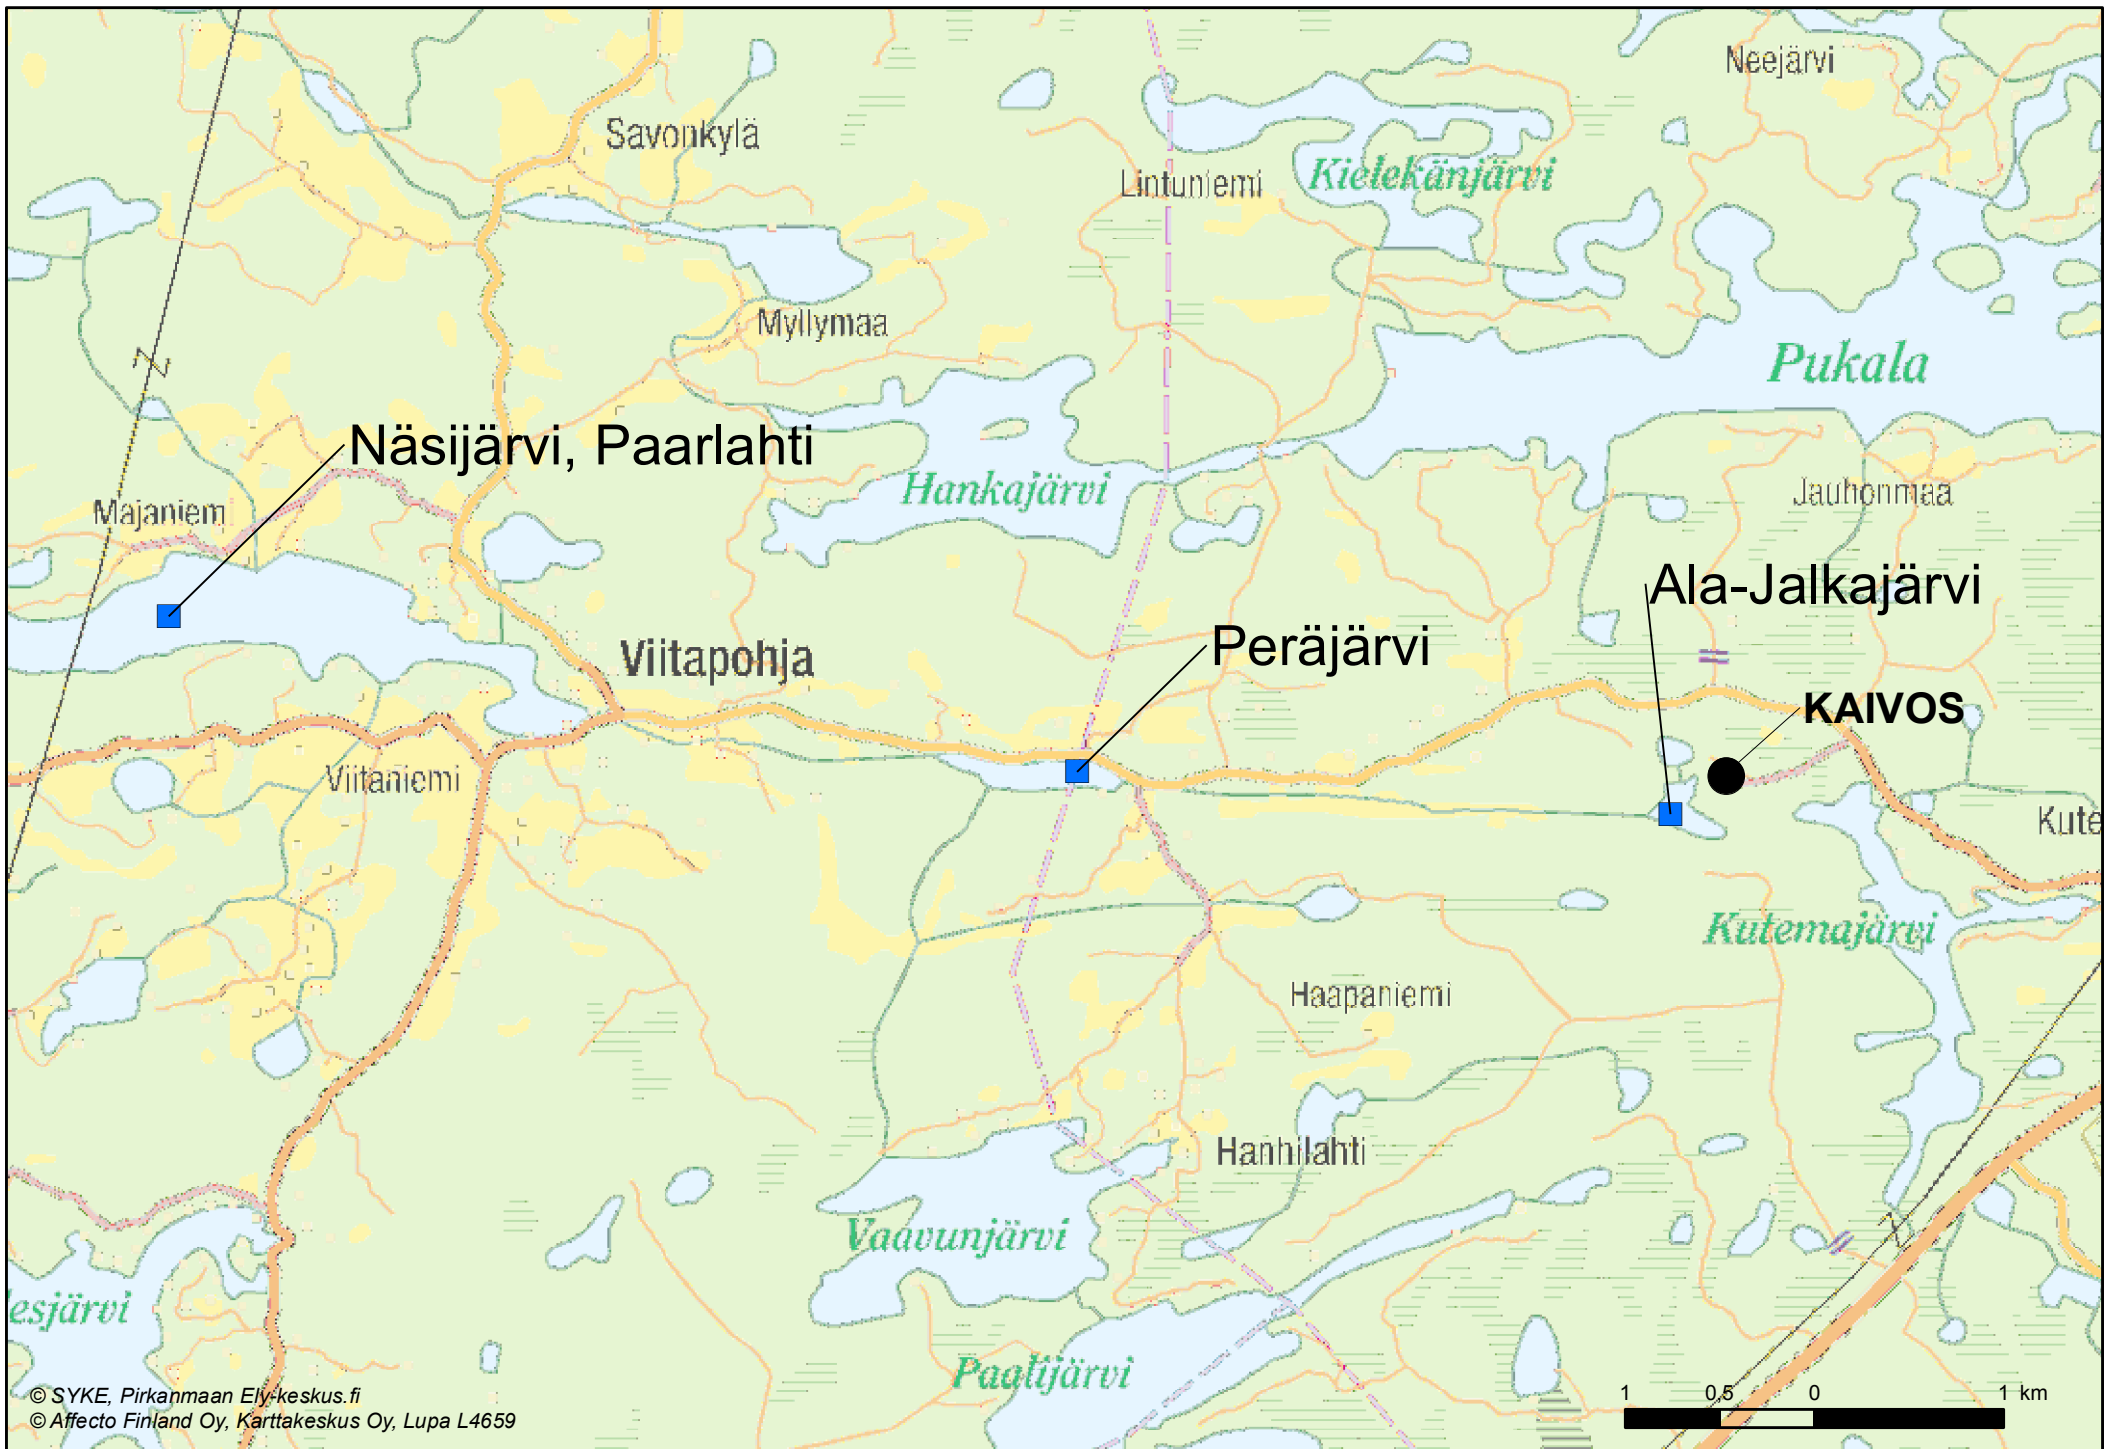 Neejärvi
Savonkylä
Lintuniemi
Kielekänjärvi
Myllymaa
Pukala
Näsijärvi, Paarlahti
Hankajärvi
Jauhonmaa
Majaniemi
Ala-Jalkajärvi
Peräjärvi
Viitapohja
KAIVOS
Viitaniemi
Kute
Kutemajärvi
Haapaniemi
Hanhilahti
Vaavunjärvi
esjärvi
Paalijärvi
© SYKE, Pirkanmaan Ely-keskus.fi
© Affecto Finland Oy, Karttakeskus Oy, Lupa L4659
1 0,5 0 1 km